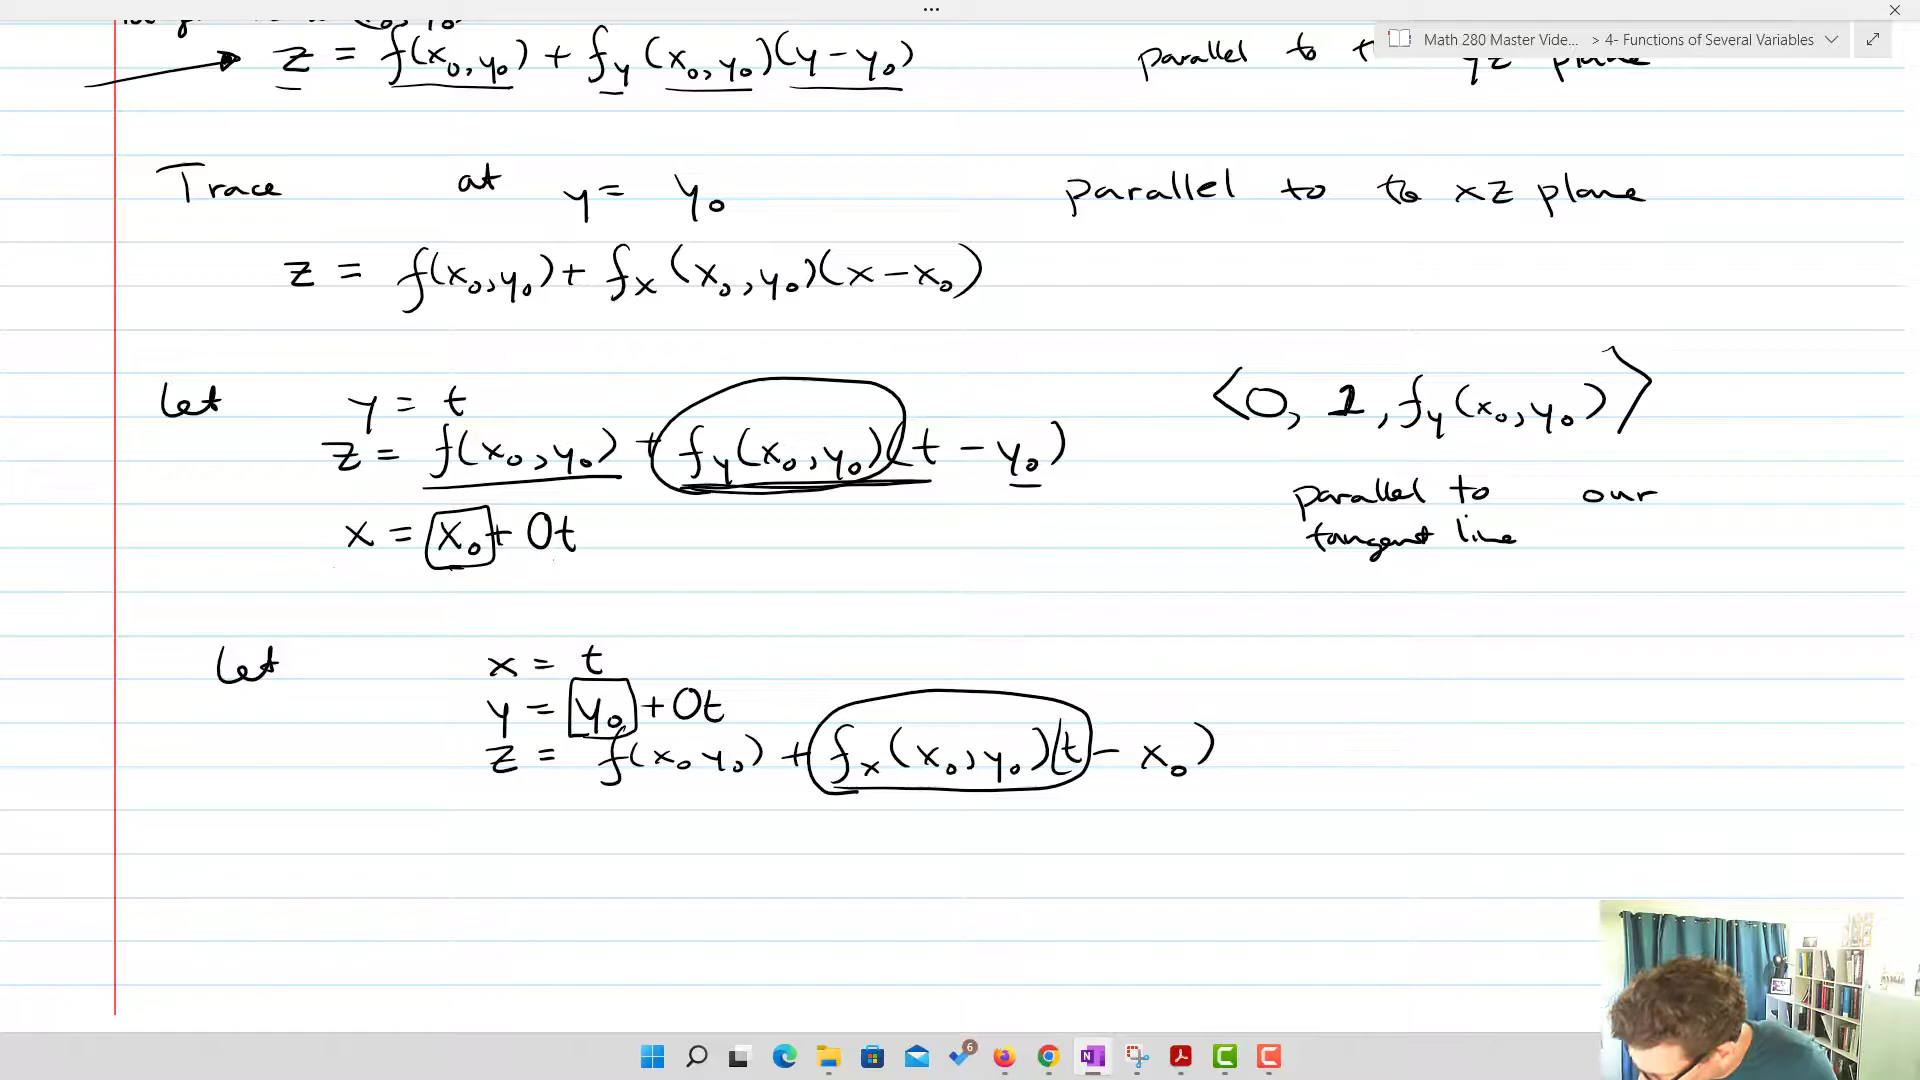 Math 280 Master Vide... > 4- Functions of Several Variables
z = f(x₀,y₀) + f_y (x₀,y₀)(y − y₀) parallel to yz plane
Trace at y = y₀ parallel to to xz plane
z = f(x₀,y₀) + f_x (x₀,y₀)(x − x₀)
Let y = t ⟨0, 1, f_y(x₀,y₀)⟩
z = f(x₀,y₀) + f_y(x₀,y₀)(t − y₀)
parallel to our
x = x₀ + 0t tangent line
Let x = t
y = y₀ + 0t
z = f(x₀ y₀) + f_x (x₀,y₀)(t − x₀)
6